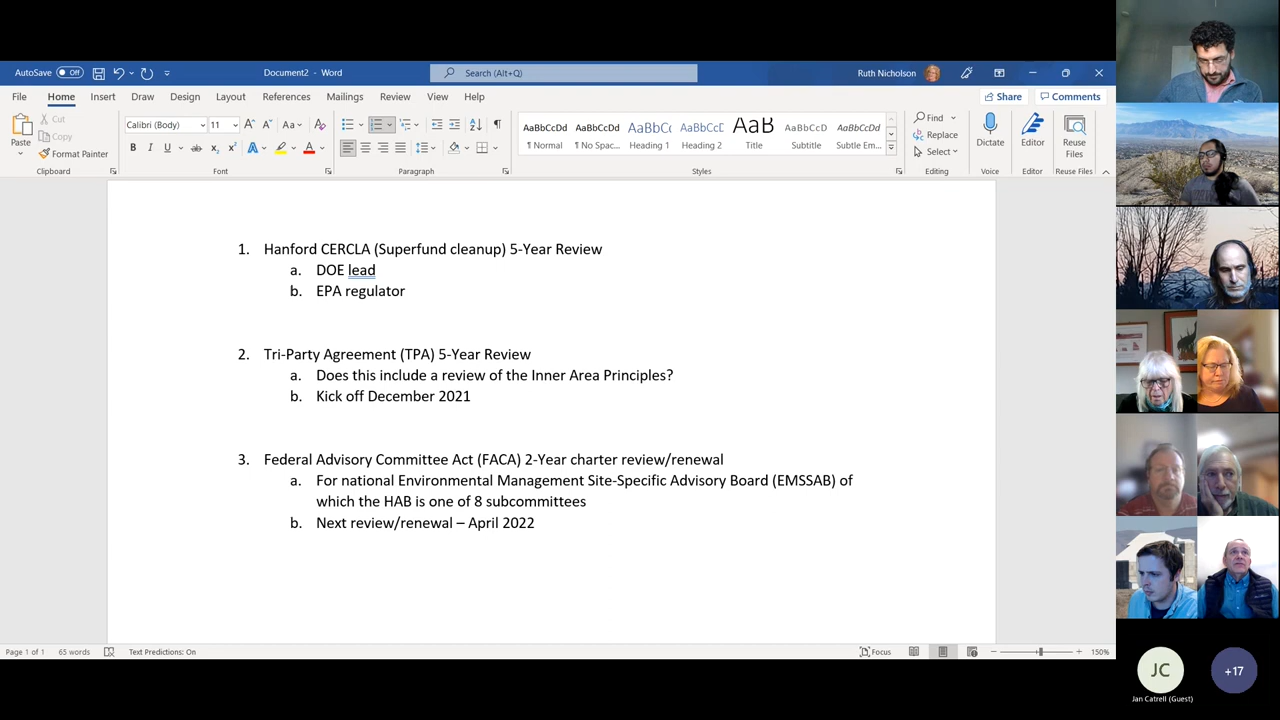 AutoSave Off Document2 - Word Search (Alt+Q) Ruth Nicholson
File Home Insert Draw Design Layout References Mailings Review View Help Share Comments
Paste Cut Copy Format Painter
Clipboard
Calibri (Body) 11
Font
Paragraph
AaBbCcDd AaBbCcDd AaBbC( AaBbCcE AaB AaBbCcD AaBbCcDd
¶ Normal ¶ No Spac... Heading 1 Heading 2 Title Subtitle Subtle Em...
Styles
Find
Replace
Select
Editing
Dictate
Voice
Editor
Editor
Reuse
Files
Reuse Files
1. Hanford CERCLA (Superfund cleanup) 5-Year Review
a. DOE lead
b. EPA regulator
2. Tri-Party Agreement (TPA) 5-Year Review
a. Does this include a review of the Inner Area Principles?
b. Kick off December 2021
3. Federal Advisory Committee Act (FACA) 2-Year charter review/renewal
a. For national Environmental Management Site-Specific Advisory Board (EMSSAB) of
which the HAB is one of 8 subcommittees
b. Next review/renewal – April 2022
Page 1 of 1 65 words Text Predictions: On Focus 150%
JC
Jan Catrell (Guest)
+17